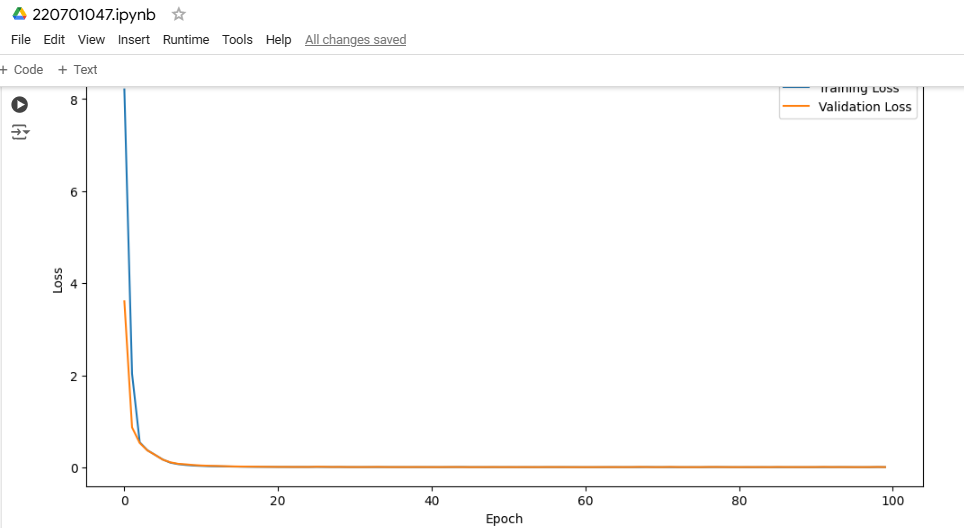 220701047.ipynb
File Edit View Insert Runtime Tools Help All changes saved
+ Code + Text
Training Loss
Validation Loss
8
6
4
2
0
Loss
0 20 40 60 80 100
Epoch